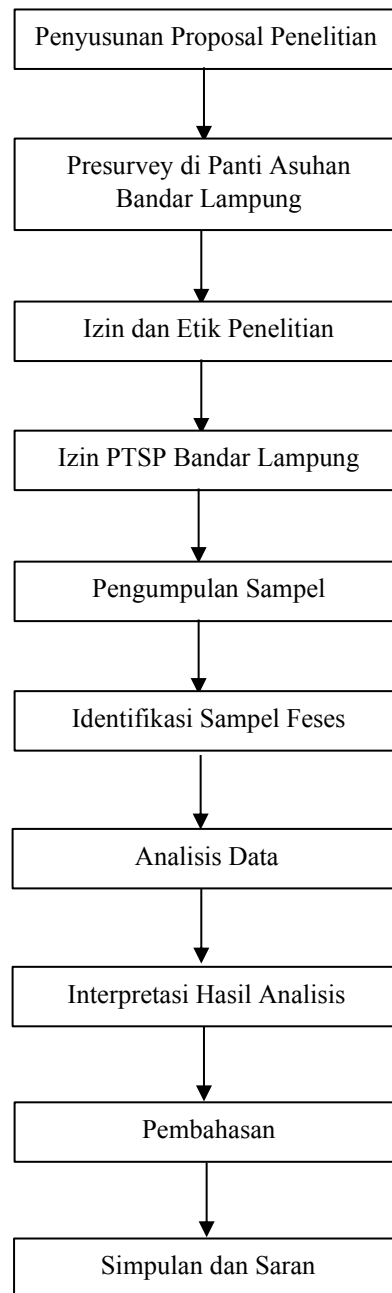 Penyusunan Proposal Penelitian
Presurvey di Panti Asuhan
Bandar Lampung
Izin dan Etik Penelitian
Izin PTSP Bandar Lampung
Pengumpulan Sampel
Identifikasi Sampel Feses
Analisis Data
Interpretasi Hasil Analisis
Pembahasan
Simpulan dan Saran